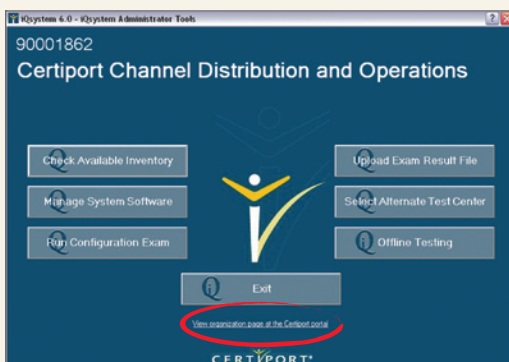 iQsystem 6.0 - iQsystem Administrator Tools
90001862
Certiport Channel Distribution and Operations
Check Available Inventory
Upload Exam Result File
Manage System Software
Select Alternate Test Center
Run Configuration Exam
Offline Testing
Exit
View organization page at the Certiport portal
CERTIPORT